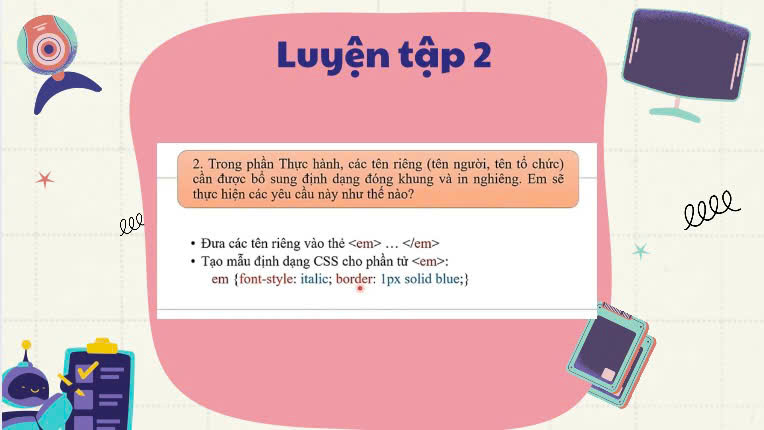 Luyện tập 2
2. Trong phần Thực hành, các tên riêng (tên người, tên tổ chức)
cần được bổ sung định dạng đóng khung và in nghiêng. Em sẽ
thực hiện các yêu cầu này như thế nào?
• Đưa các tên riêng vào thẻ <em> ... </em>
• Tạo mẫu định dạng CSS cho phần tử <em>:
em {font-style: italic; border: 1px solid blue;}